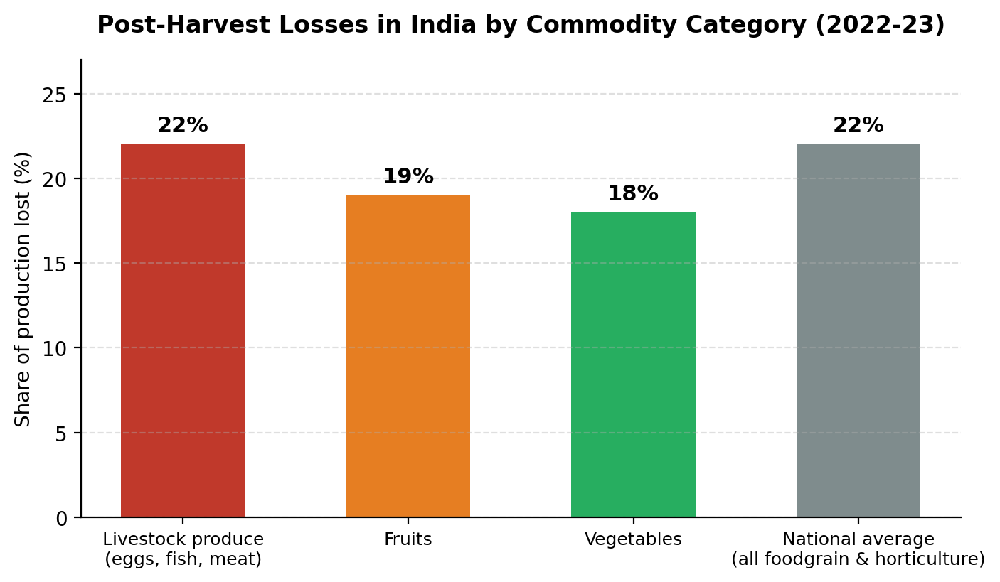 Post-Harvest Losses in India by Commodity Category (2022-23)
Share of production lost (%)
25
20
15
10
5
0
22%
19%
18%
22%
Livestock produce
(eggs, fish, meat)
Fruits
Vegetables
National average
(all foodgrain & horticulture)